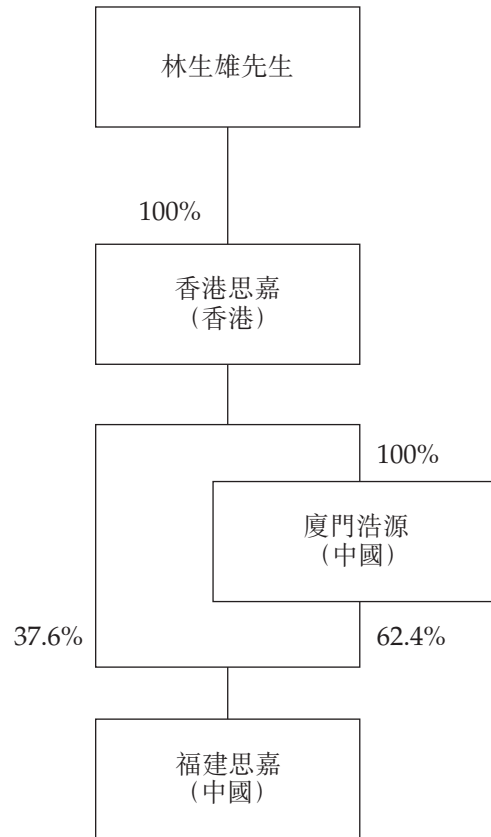 林生雄先生
100%
香港思嘉
（香港）
100%
廈門浩源
（中國）
37.6%
62.4%
福建思嘉
（中國）